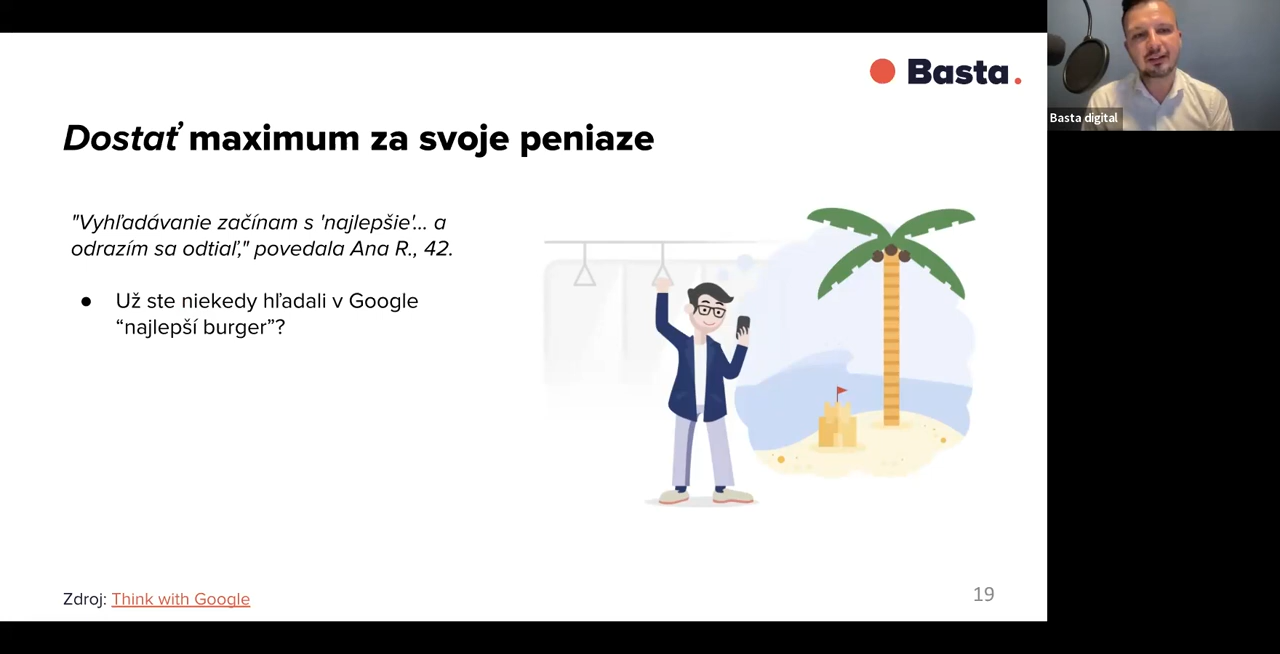 Basta.
Basta digital
Dostať maximum za svoje peniaze
"Vyhľadávanie začínam s 'najlepšie'... a
odrazím sa odtiaľ," povedala Ana R., 42.
● Už ste niekedy hľadali v Google
“najlepší burger”?
Zdroj: Think with Google
19